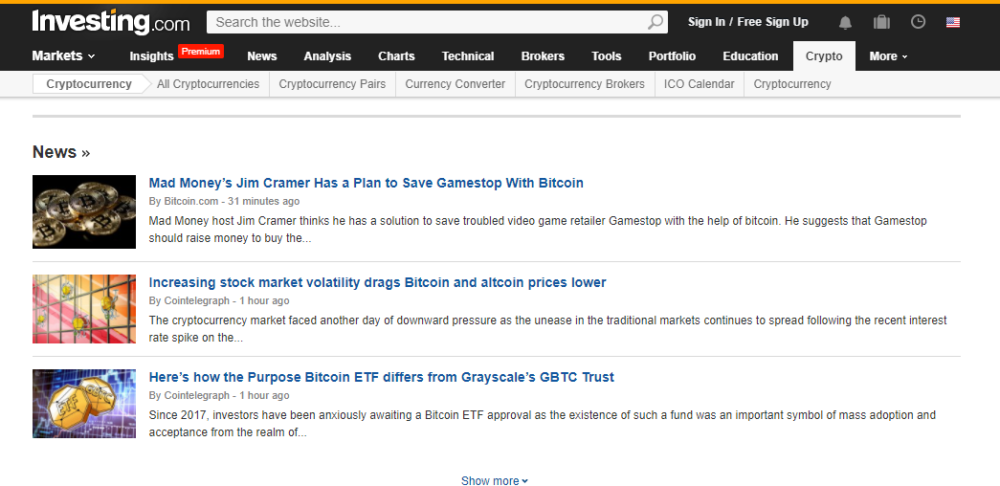 Investing.com
Search the website...
Sign In / Free Sign Up
Markets
Insights
Premium
News
Analysis
Charts
Technical
Brokers
Tools
Portfolio
Education
Crypto
More
Cryptocurrency
All Cryptocurrencies
Cryptocurrency Pairs
Currency Converter
Cryptocurrency Brokers
ICO Calendar
Cryptocurrency
News »
Mad Money’s Jim Cramer Has a Plan to Save Gamestop With Bitcoin
By Bitcoin.com - 31 minutes ago
Mad Money host Jim Cramer thinks he has a solution to save troubled video game retailer Gamestop with the help of bitcoin. He suggests that Gamestop
should raise money to buy the...
Increasing stock market volatility drags Bitcoin and altcoin prices lower
By Cointelegraph - 1 hour ago
The cryptocurrency market faced another day of downward pressure as the unease in the traditional markets continues to spread following the recent interest
rate spike on the...
Here’s how the Purpose Bitcoin ETF differs from Grayscale’s GBTC Trust
By Cointelegraph - 1 hour ago
ETF
GBTC
Since 2017, investors have been anxiously awaiting a Bitcoin ETF approval as the existence of such a fund was an important symbol of mass adoption and
acceptance from the realm of...
Show more